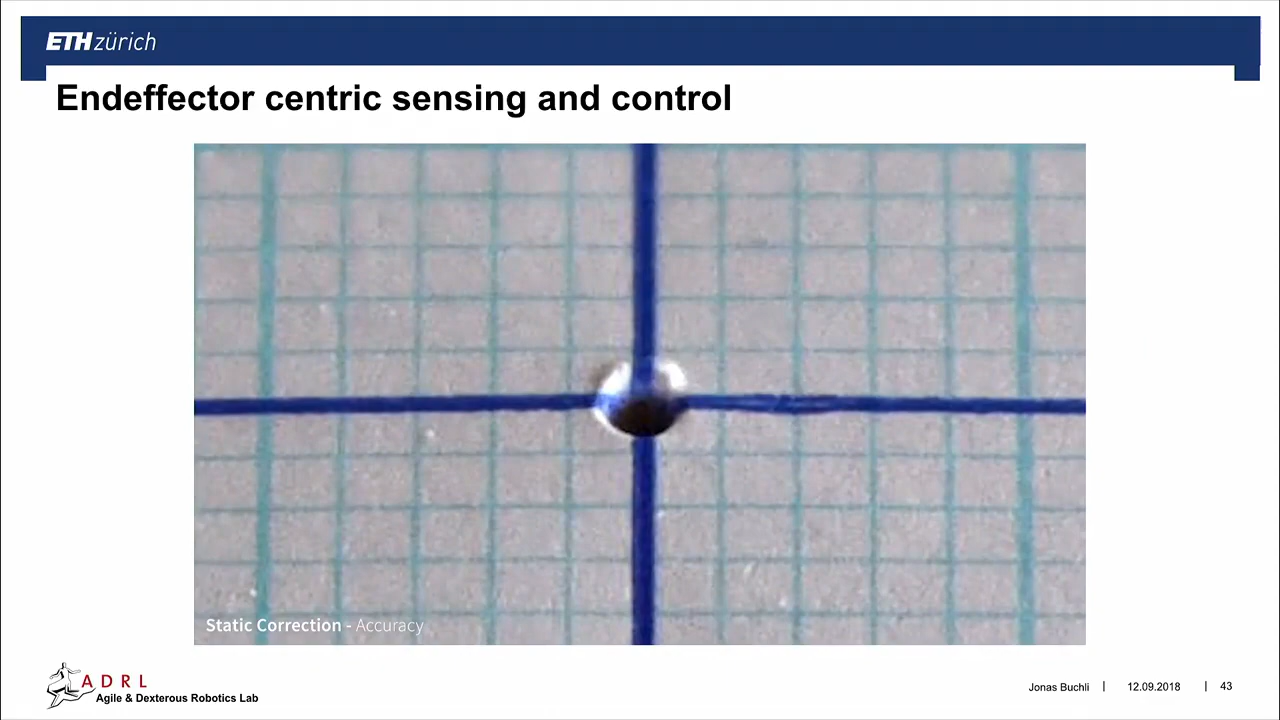 ETH zürich
Endeffector centric sensing and control
Static Correction - Accuracy
A D R L
Agile & Dexterous Robotics Lab
Jonas Buchli | 12.09.2018 | 43